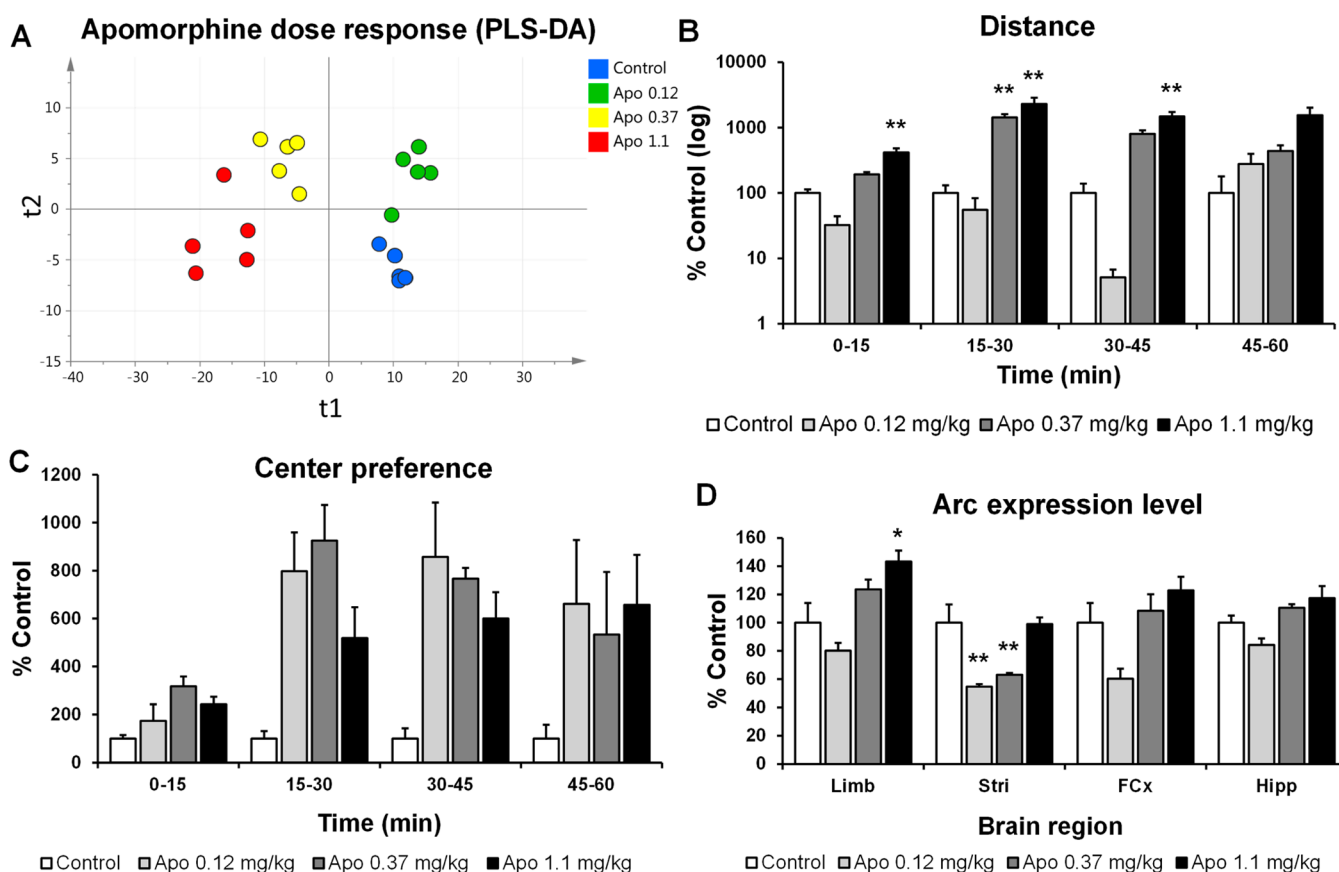 A
Apomorphine dose response (PLS-DA)
Control
Apo 0.12
Apo 0.37
Apo 1.1
t2
10
5
0
-5
-10
-15
-40
-30
-20
-10
0
10
20
30
t1
B
Distance
% Control (log)
10000
1000
100
10
1
**
**
**
**
0-15
15-30
30-45
45-60
Time (min)
Control
Apo 0.12 mg/kg
Apo 0.37 mg/kg
Apo 1.1 mg/kg
C
Center preference
% Control
1200
1000
800
600
400
200
0
0-15
15-30
30-45
45-60
Time (min)
Control
Apo 0.12 mg/kg
Apo 0.37 mg/kg
Apo 1.1 mg/kg
D
Arc expression level
% Control
160
140
120
100
80
60
40
20
0
*
**
**
Limb
Stri
FCx
Hipp
Brain region
Control
Apo 0.12 mg/kg
Apo 0.37 mg/kg
Apo 1.1 mg/kg